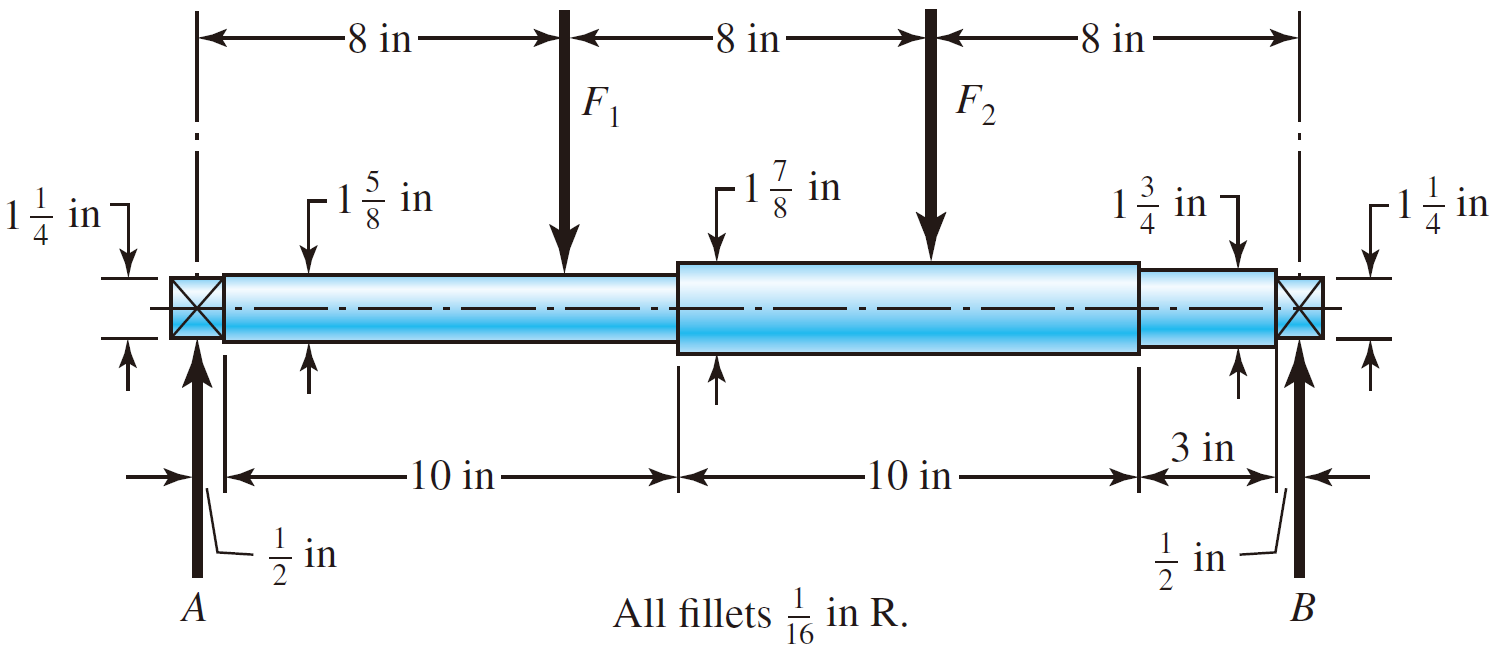 8 in 8 in 8 in
F₁ F₂
1 1/4 in 1 5/8 in 1 7/8 in 1 3/4 in 1 1/4 in
10 in 10 in 3 in
1/2 in 1/2 in
A B
All fillets 1/16 in R.